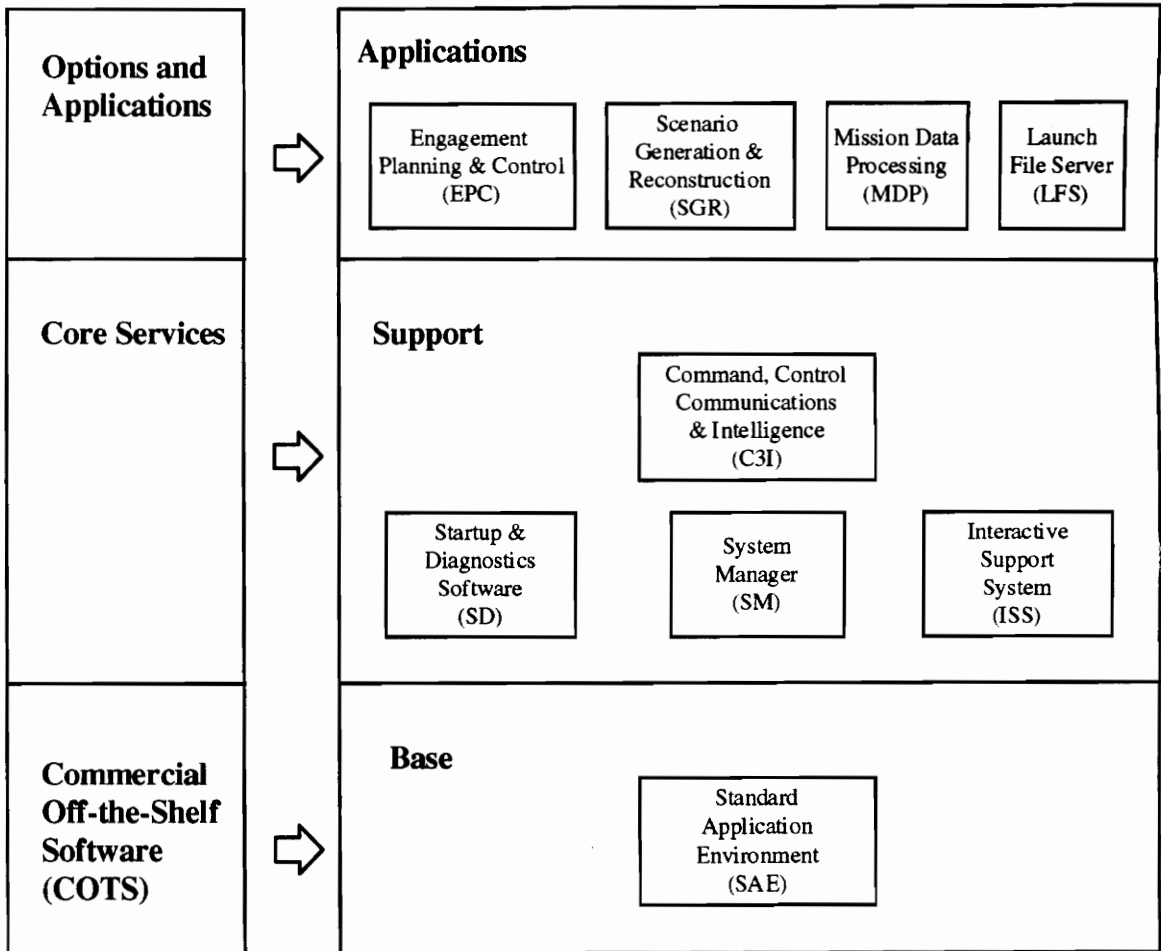 Options and
Applications
Applications
Engagement
Planning & Control
(EPC)
Scenario
Generation &
Reconstruction
(SGR)
Mission Data
Processing
(MDP)
Launch
File Server
(LFS)
Core Services
Support
Command, Control
Communications
& Intelligence
(C3I)
Startup &
Diagnostics
Software
(SD)
System
Manager
(SM)
Interactive
Support
System
(ISS)
Commercial
Off-the-Shelf
Software
(COTS)
Base
Standard
Application
Environment
(SAE)